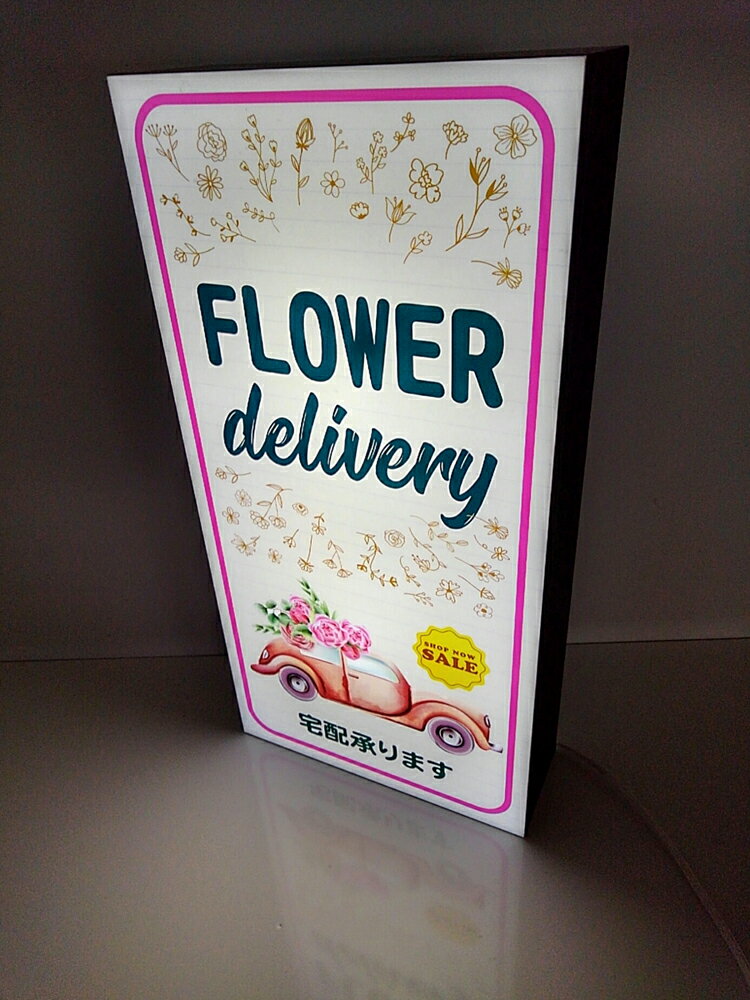 FLOWER
delivery
SHOP NOW
SALE
宅配承ります